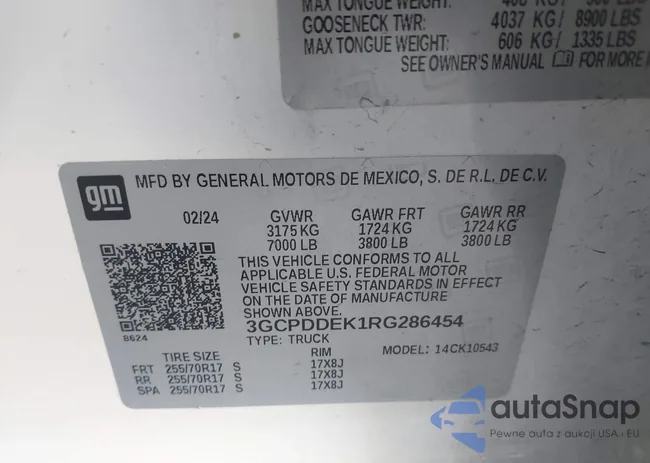 MAX TONGUE WEIGHT:
GOOSENECK TWR: 4037 KG/ 8900 LBS
MAX TONGUE WEIGHT: 606 KG/ 1335 LBS
SEE OWNER'S MANUAL FOR MORE
gm
MFD BY GENERAL MOTORS DE MEXICO, S. DE R.L. DE C.V.
02/24 GVWR GAWR FRT GAWR RR
3175 KG 1724 KG 1724 KG
7000 LB 3800 LB 3800 LB
THIS VEHICLE CONFORMS TO ALL
APPLICABLE U.S. FEDERAL MOTOR
VEHICLE SAFETY STANDARDS IN EFFECT
ON THE DATE OF MANUFACTURE
SHOWN ABOVE.
3GCPDDEK1RG286454
8624
TYPE: TRUCK MODEL: 14CK10543
TIRE SIZE RIM
FRT 255/70R17 S 17X8J
RR 255/70R17 S 17X8J
SPA 255/70R17 S 17X8J
autaSnap
Pewne auta z aukcji USA i EU